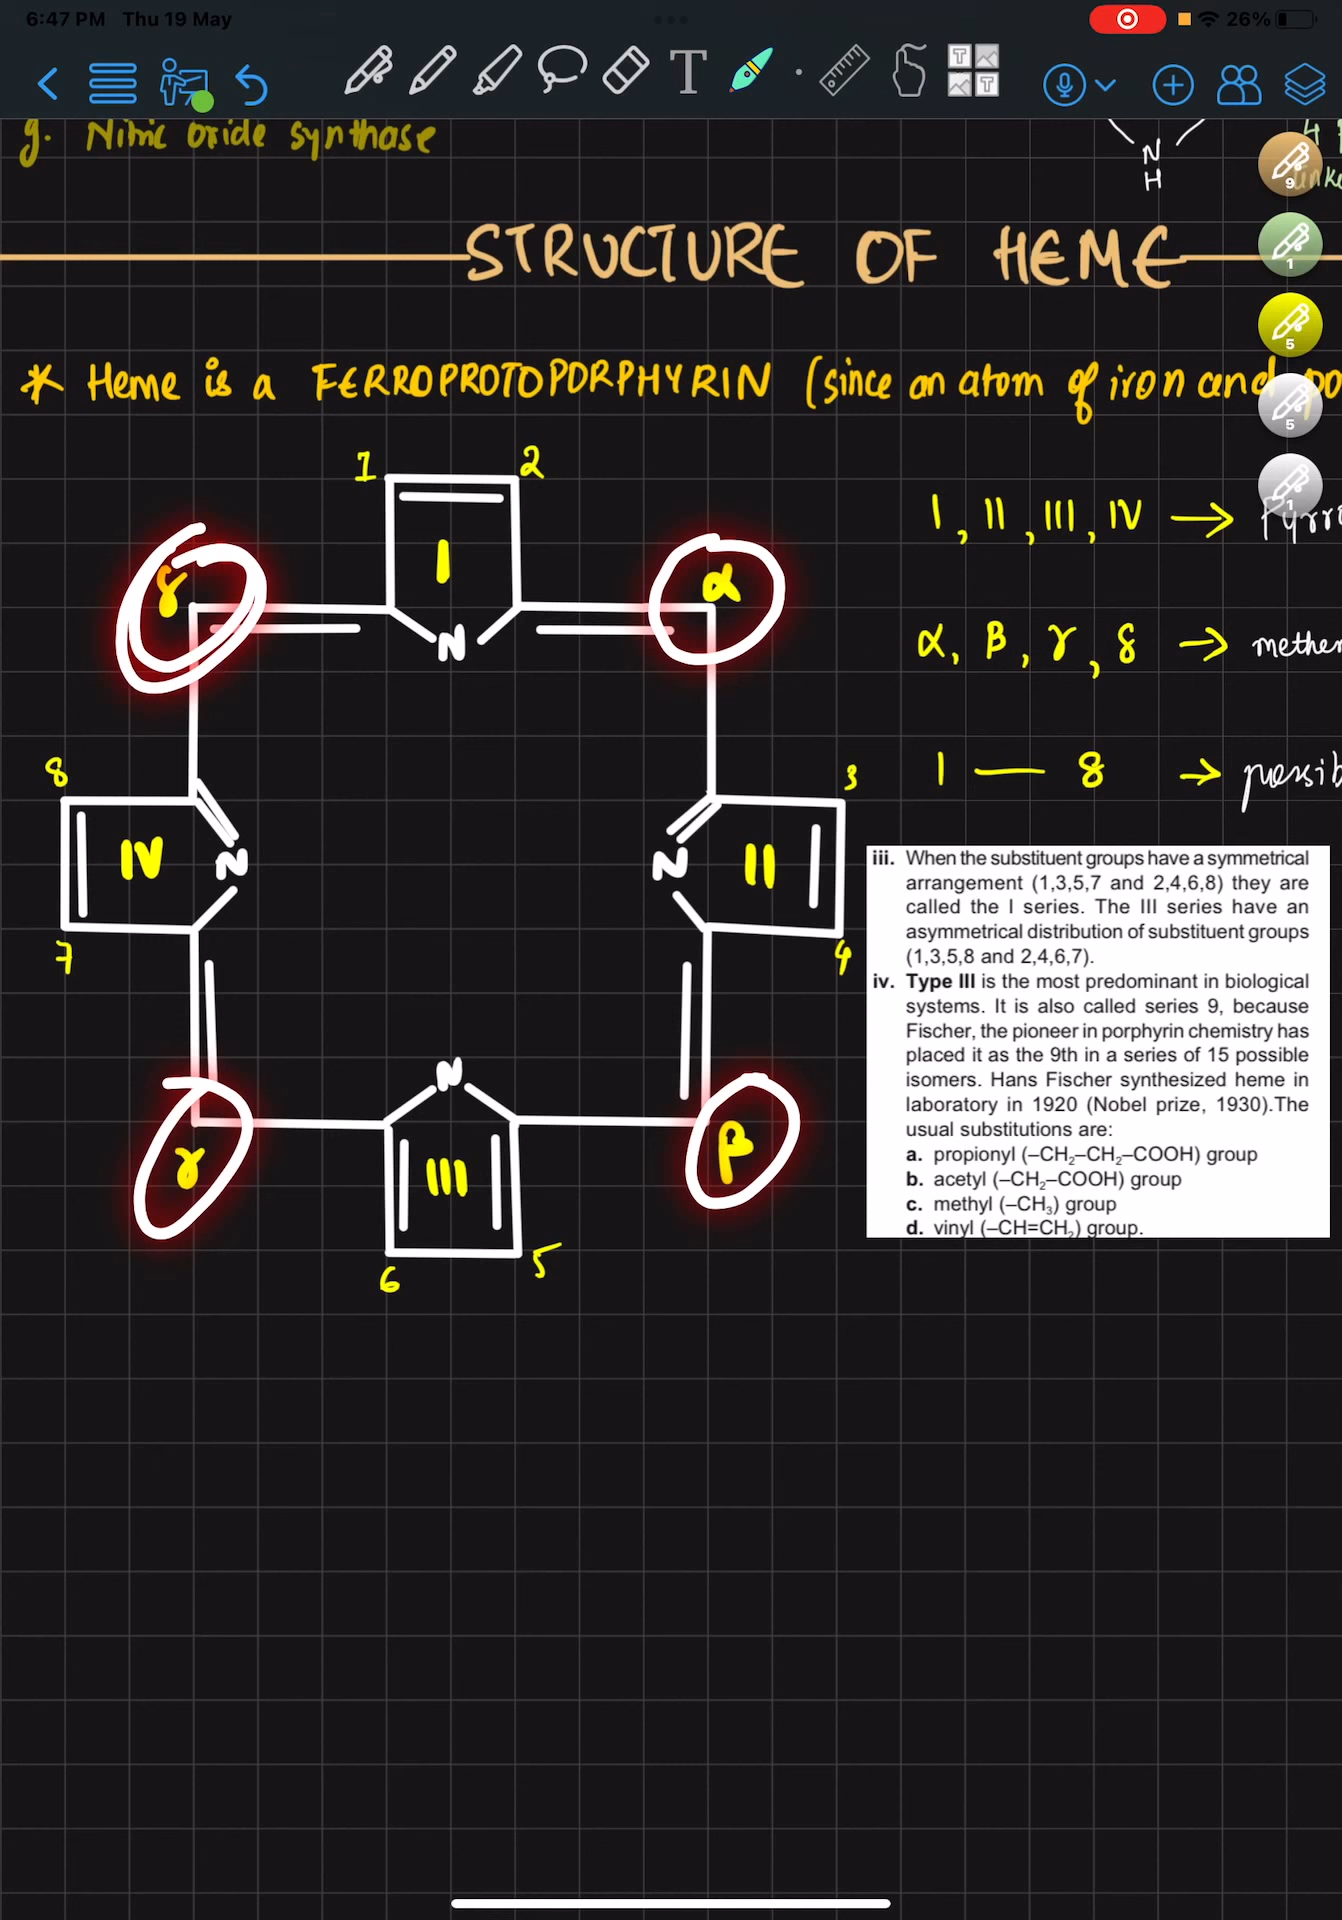 6:47 PM Thu 19 May
26%
g. Nitric oxide synthase
N
H
STRUCTURE OF HEME
* Heme is a FERROPROTOPORPHYRIN (since an atom of iron and
1 2
I
δ α
N
I, II, III, IV →
α, β, γ, δ →
1 — 8 →
8 3
IV N N II
7 4
N
γ III β
6 5
iii. When the substituent groups have a symmetrical
arrangement (1,3,5,7 and 2,4,6,8) they are
called the I series. The III series have an
asymmetrical distribution of substituent groups
(1,3,5,8 and 2,4,6,7).
iv. Type III is the most predominant in biological
systems. It is also called series 9, because
Fischer, the pioneer in porphyrin chemistry has
placed it as the 9th in a series of 15 possible
isomers. Hans Fischer synthesized heme in
laboratory in 1920 (Nobel prize, 1930).The
usual substitutions are:
a. propionyl (–CH₂–CH₂–COOH) group
b. acetyl (–CH₂–COOH) group
c. methyl (–CH₃) group
d. vinyl (–CH=CH₂) group.